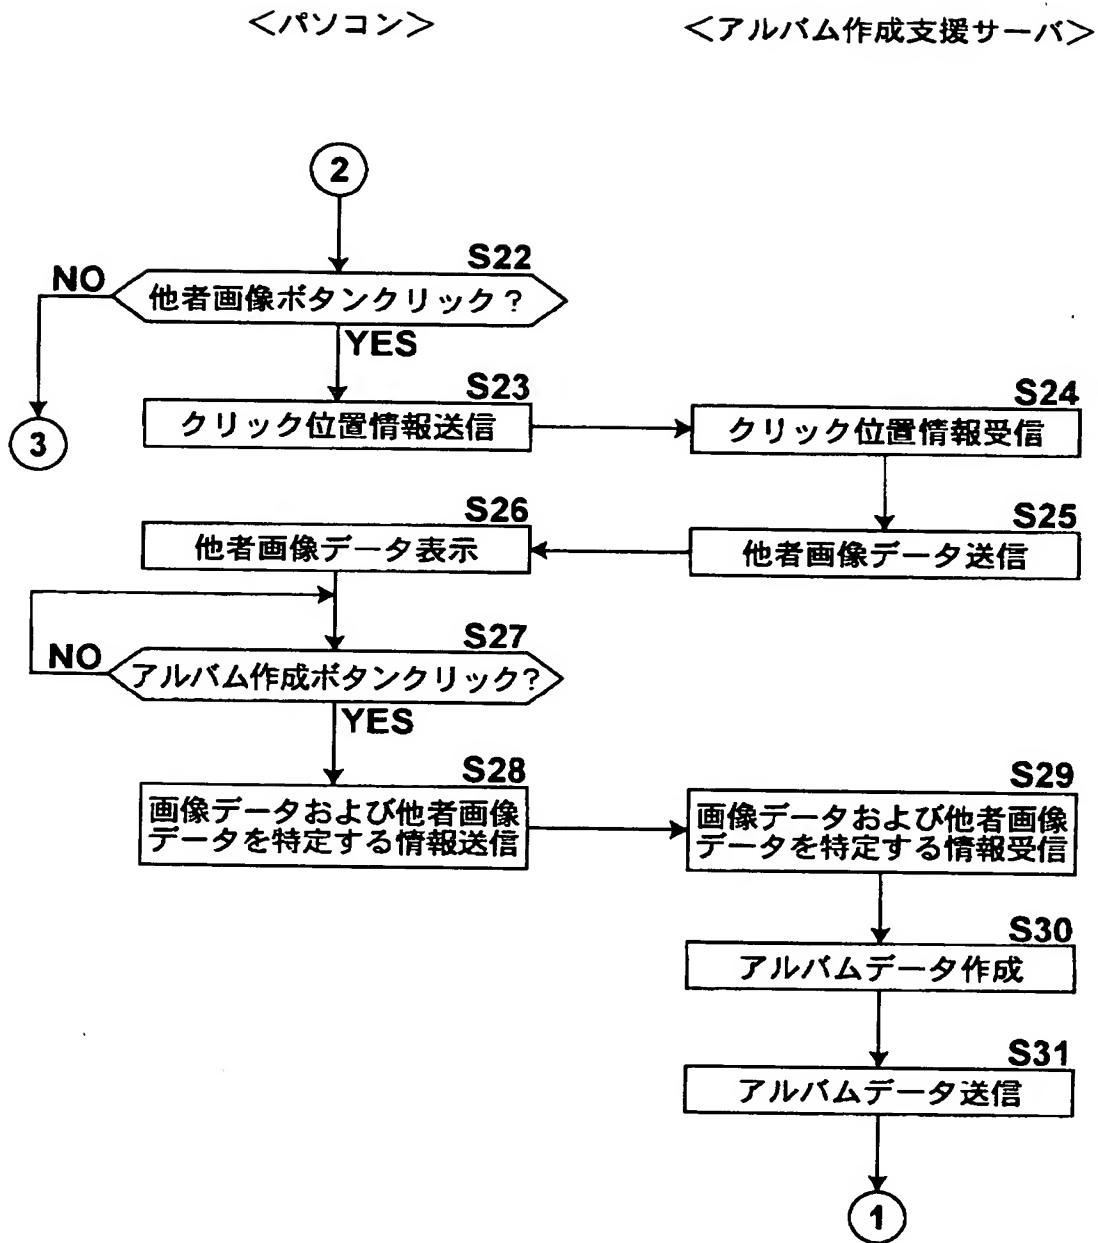 ＜パソコン＞
＜アルバム作成支援サーバ＞
2
S22
NO
他者画像ボタンクリック？
YES
S23
クリック位置情報送信
S24
クリック位置情報受信
3
S26
他者画像データ表示
S25
他者画像データ送信
S27
NO
アルバム作成ボタンクリック？
YES
S28
画像データおよび他者画像
データを特定する情報送信
S29
画像データおよび他者画像
データを特定する情報受信
S30
アルバムデータ作成
S31
アルバムデータ送信
1